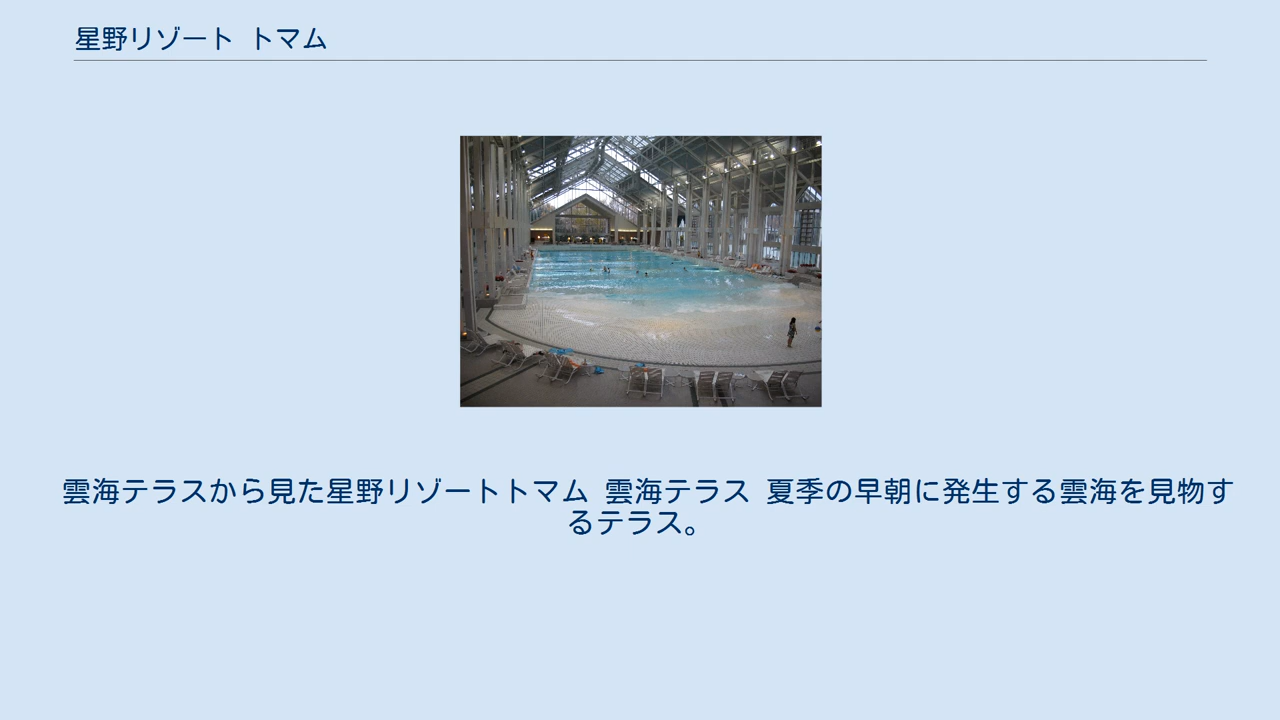 星野リゾート トマム
雲海テラスから見た星野リゾートトマム 雲海テラス 夏季の早朝に発生する雲海を見物す
るテラス。